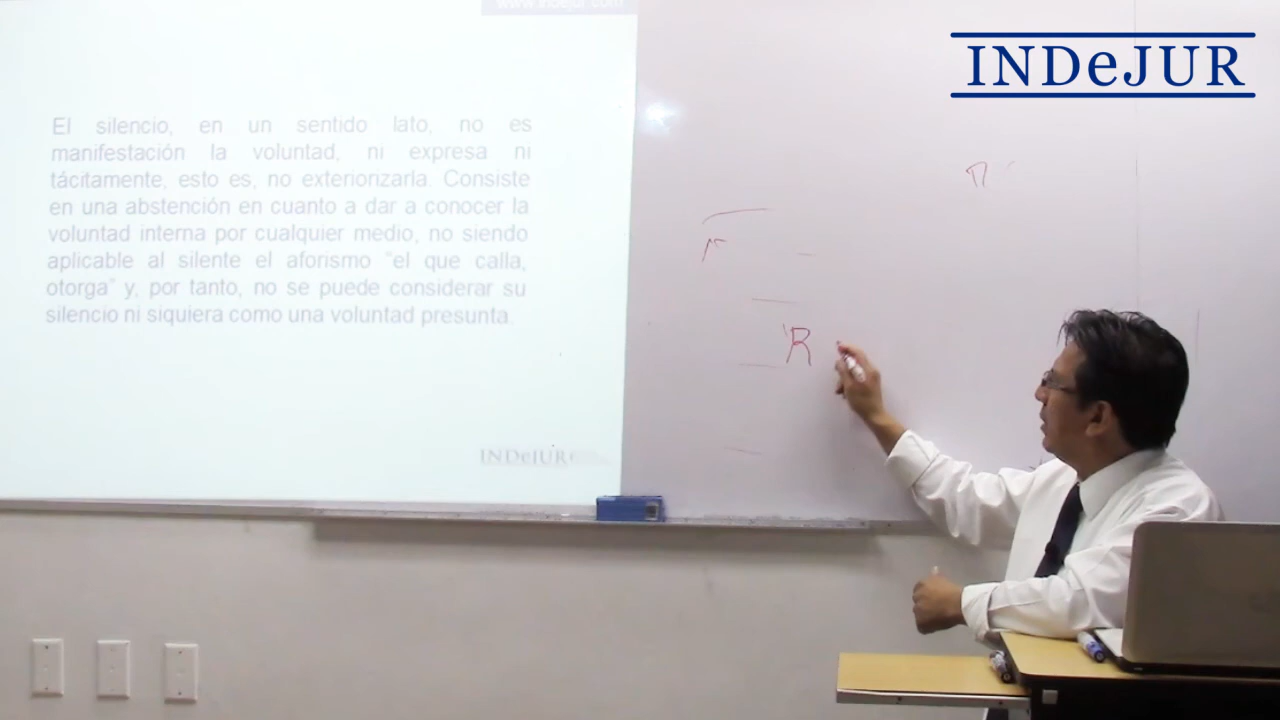 www.indejur.com
INDeJUR
El silencio, en un sentido lato, no es
manifestación la voluntad, ni expresa ni
tácitamente, esto es, no exteriorizarla. Consiste
en una abstención en cuanto a dar a conocer la
voluntad interna por cualquier medio, no siendo
aplicable al silente el aforismo "el que calla,
otorga" y, por tanto, no se puede considerar su
silencio ni siquiera como una voluntad presunta.
R
INDeJUR